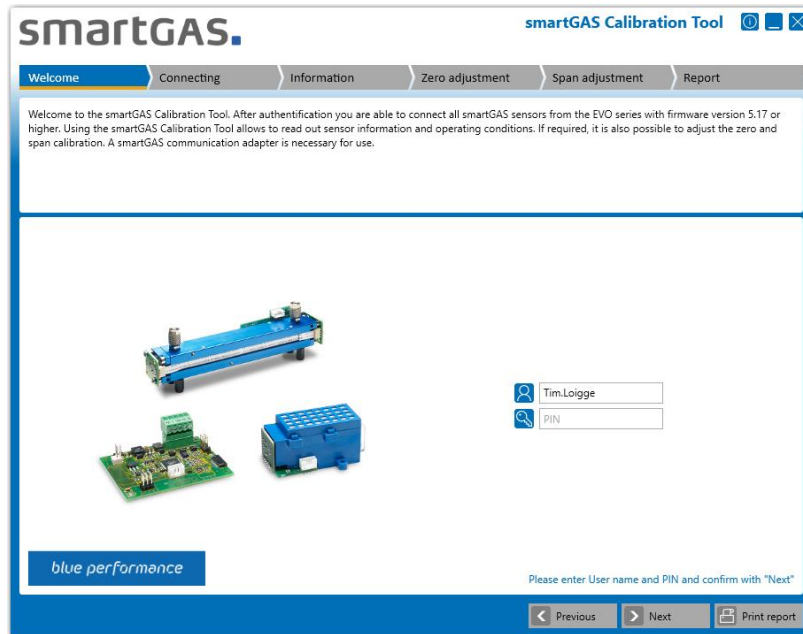 smartGAS.
smartGAS Calibration Tool
Welcome
Connecting
Information
Zero adjustment
Span adjustment
Report
Welcome to the smartGAS Calibration Tool. After authentification you are able to connect all smartGAS sensors from the EVO series with firmware version 5.17 or
higher. Using the smartGAS Calibration Tool allows to read out sensor information and operating conditions. If required, it is also possible to adjust the zero and
span calibration. A smartGAS communication adapter is necessary for use.
Tim.Loigge
PIN
blue performance
Please enter User name and PIN and confirm with "Next"
Previous
Next
Print report